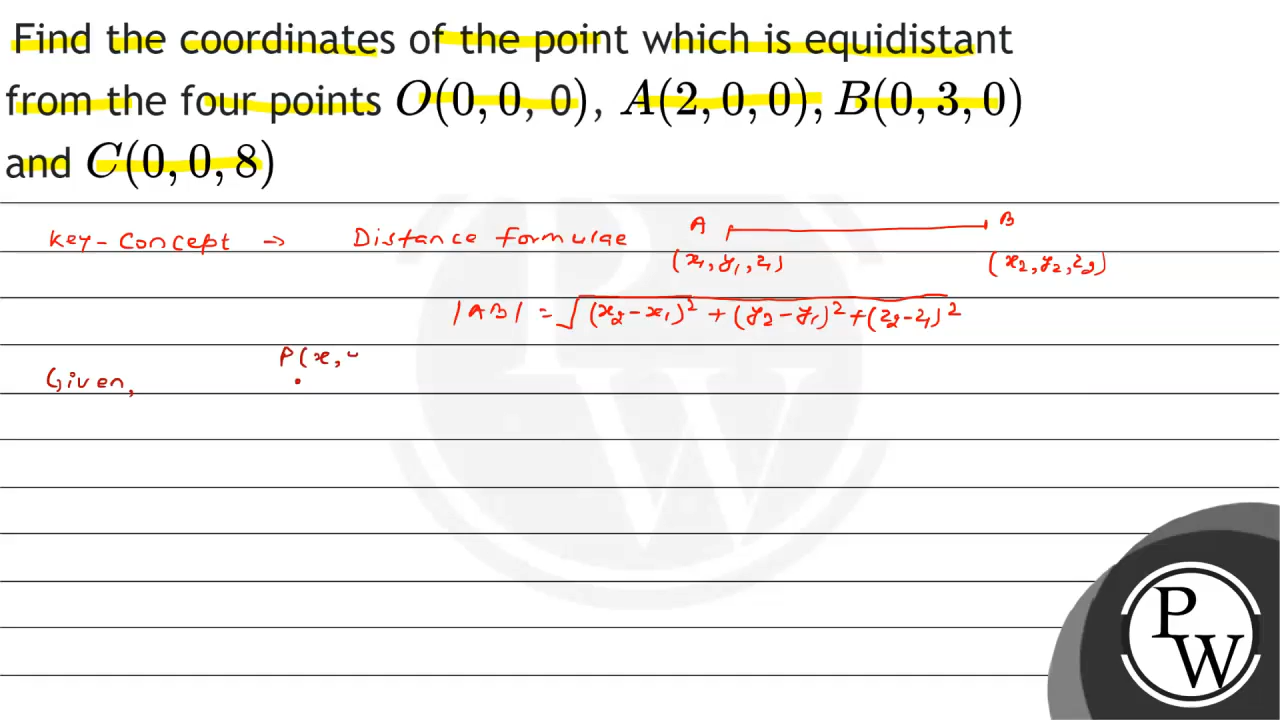 Find the coordinates of the point which is equidistant
from the four points O(0, 0, 0), A(2, 0, 0), B(0, 3, 0)
and C(0, 0, 8)
Key-Concept → Distance formulae A B
(x₁, y₁, z₁) (x₂, y₂, z₂)
|AB| = √(x₂ - x₁)² + (y₂ - y₁)² + (z₂ - z₁)²
P(x,
Given,
P
W